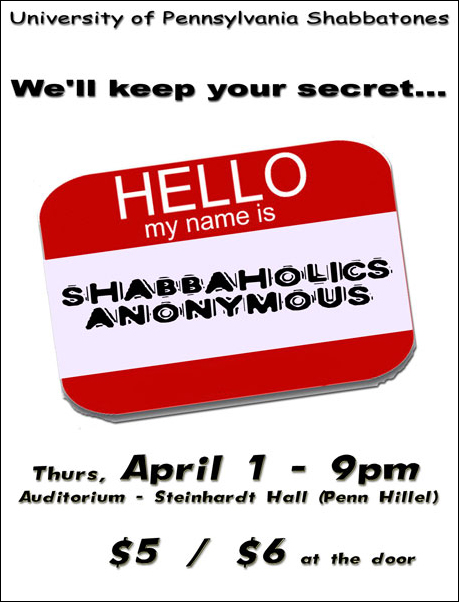 University of Pennsylvania Shabbatones
We'll keep your secret...
HELLO
my name is
SHABBAHOLICS
ANONYMOUS
Thurs, April 1 - 9pm
Auditorium - Steinhardt Hall (Penn Hillel)
$5 / $6 at the door